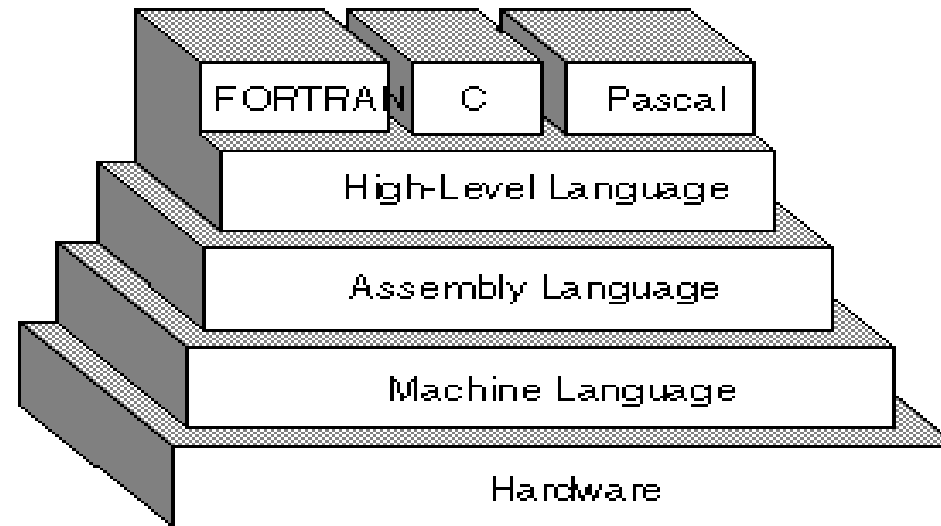 FORTRAN C Pascal
High-Level Language
Assembly Language
Machine Language
Hardware